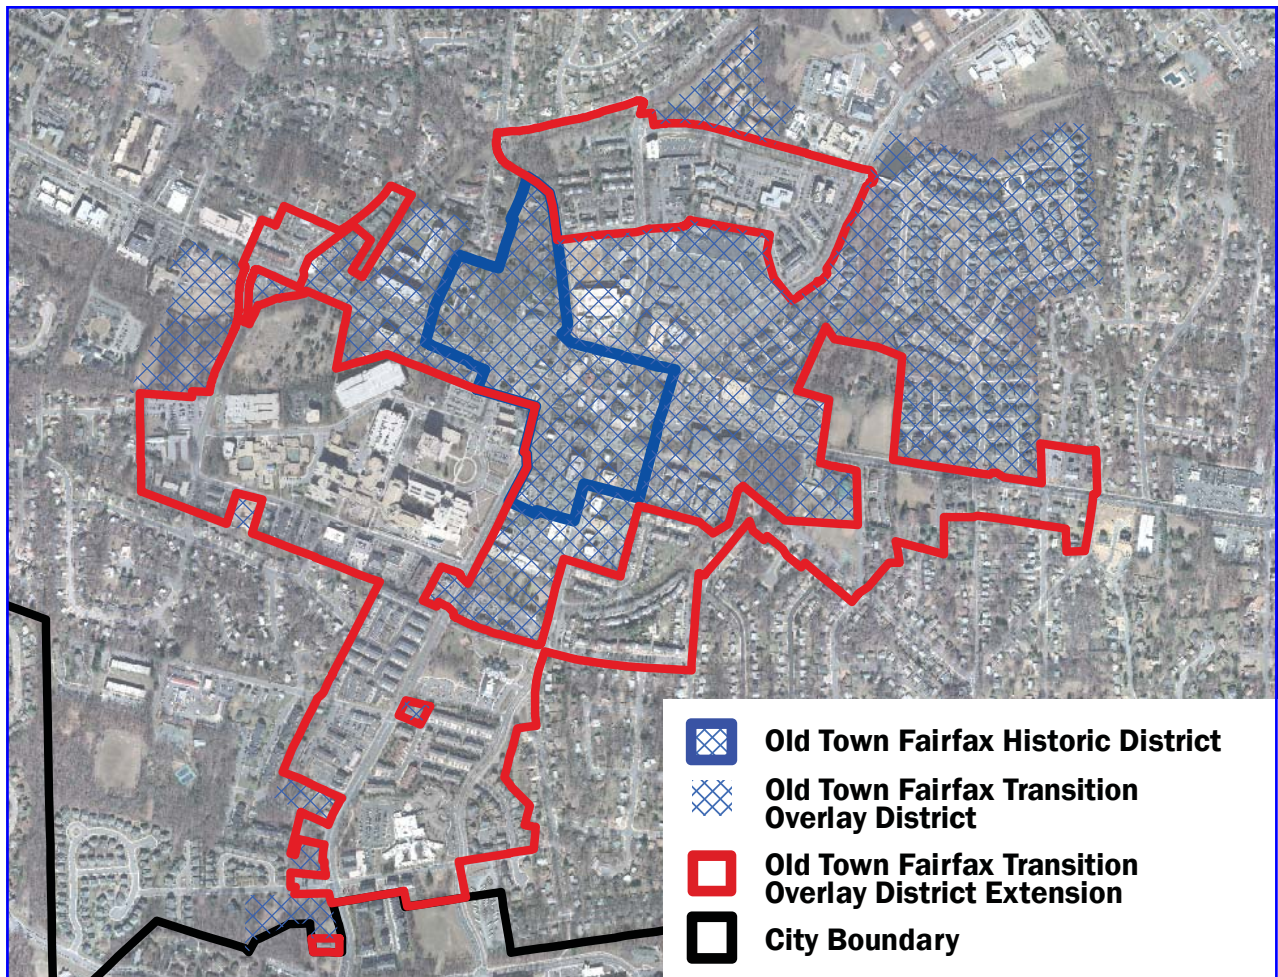 Old Town Fairfax Historic District
Old Town Fairfax Transition
Overlay District
Old Town Fairfax Transition
Overlay District Extension
City Boundary